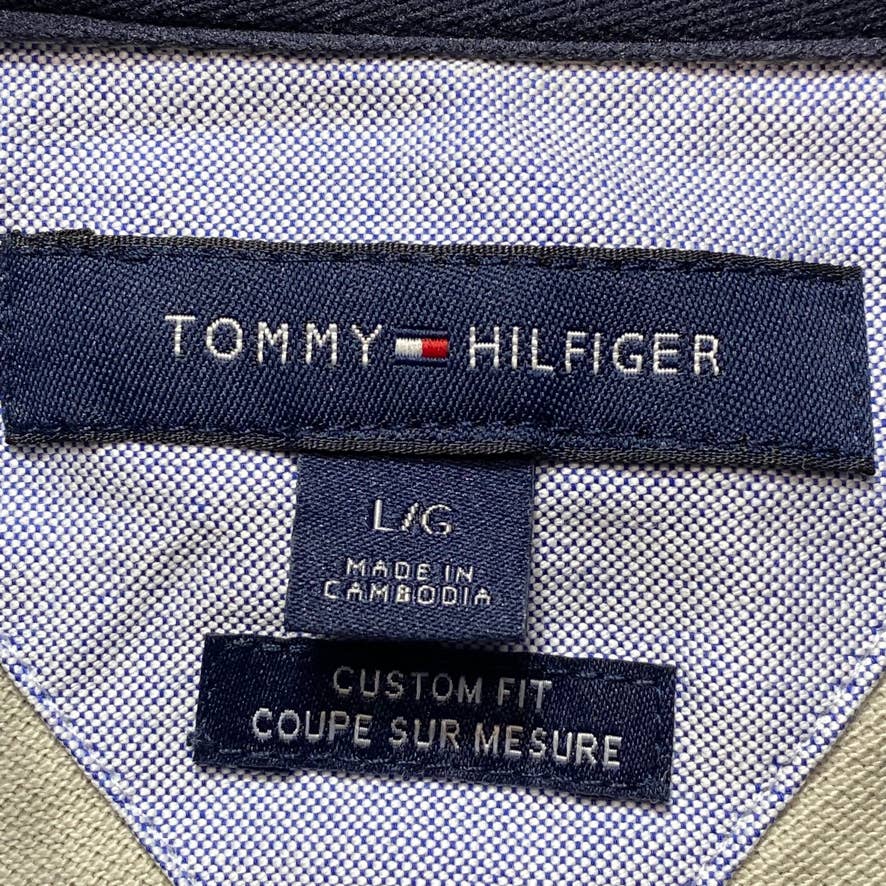 TOMMY HILFIGER
L/G
MADE IN
CAMBODIA
CUSTOM FIT
COUPE SUR MESURE